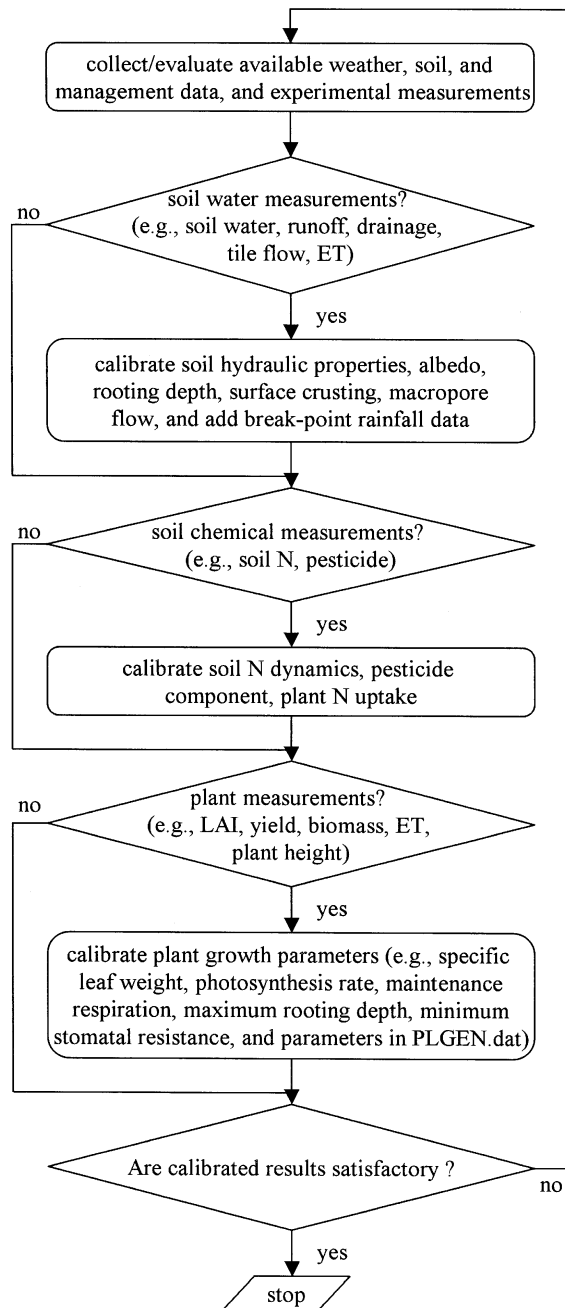 collect/evaluate available weather, soil, and
management data, and experimental measurements
soil water measurements?
no
(e.g., soil water, runoff, drainage,
tile flow, ET)
yes
calibrate soil hydraulic properties, albedo,
rooting depth, surface crusting, macropore
flow, and add break-point rainfall data
no
soil chemical measurements?
(e.g., soil N, pesticide)
yes
calibrate soil N dynamics, pesticide
component, plant N uptake
no
plant measurements?
(e.g., LAI, yield, biomass, ET,
plant height)
yes
calibrate plant growth parameters (e.g., specific
leaf weight, photosynthesis rate, maintenance
respiration, maximum rooting depth, minimum
stomatal resistance, and parameters in PLGEN.dat)
Are calibrated results satisfactory ?
no
yes
stop